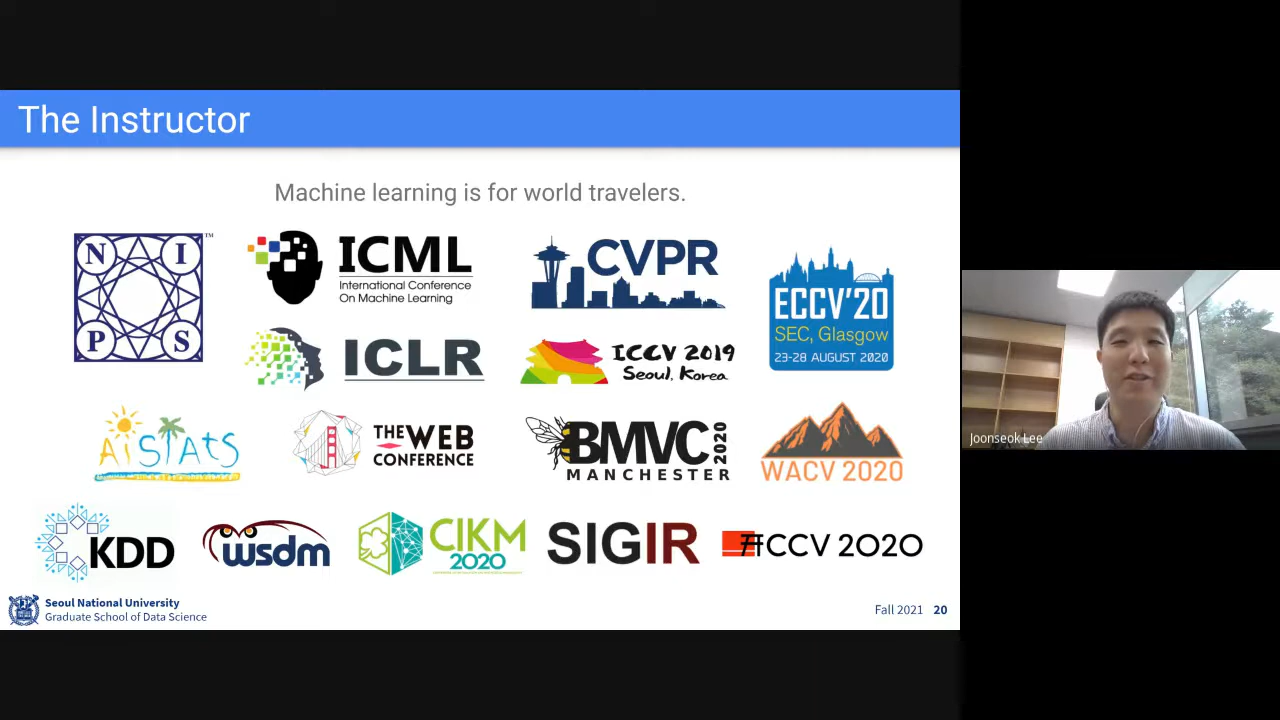 The Instructor
Machine learning is for world travelers.
N I
P S
TM
ICML
International Conference
On Machine Learning
CVPR
ECCV'20
SEC, Glasgow
23-28 AUGUST 2020
ICLR
ICCV 2019
Seoul, Korea
AISTATS
THE WEB
CONFERENCE
BMVC 2020
MANCHESTER
WACV 2020
KDD
wsdm
CIKM
2020
SIGIR
ACCV 2020
Joonseok Lee
Seoul National University
Graduate School of Data Science
Fall 2021 20